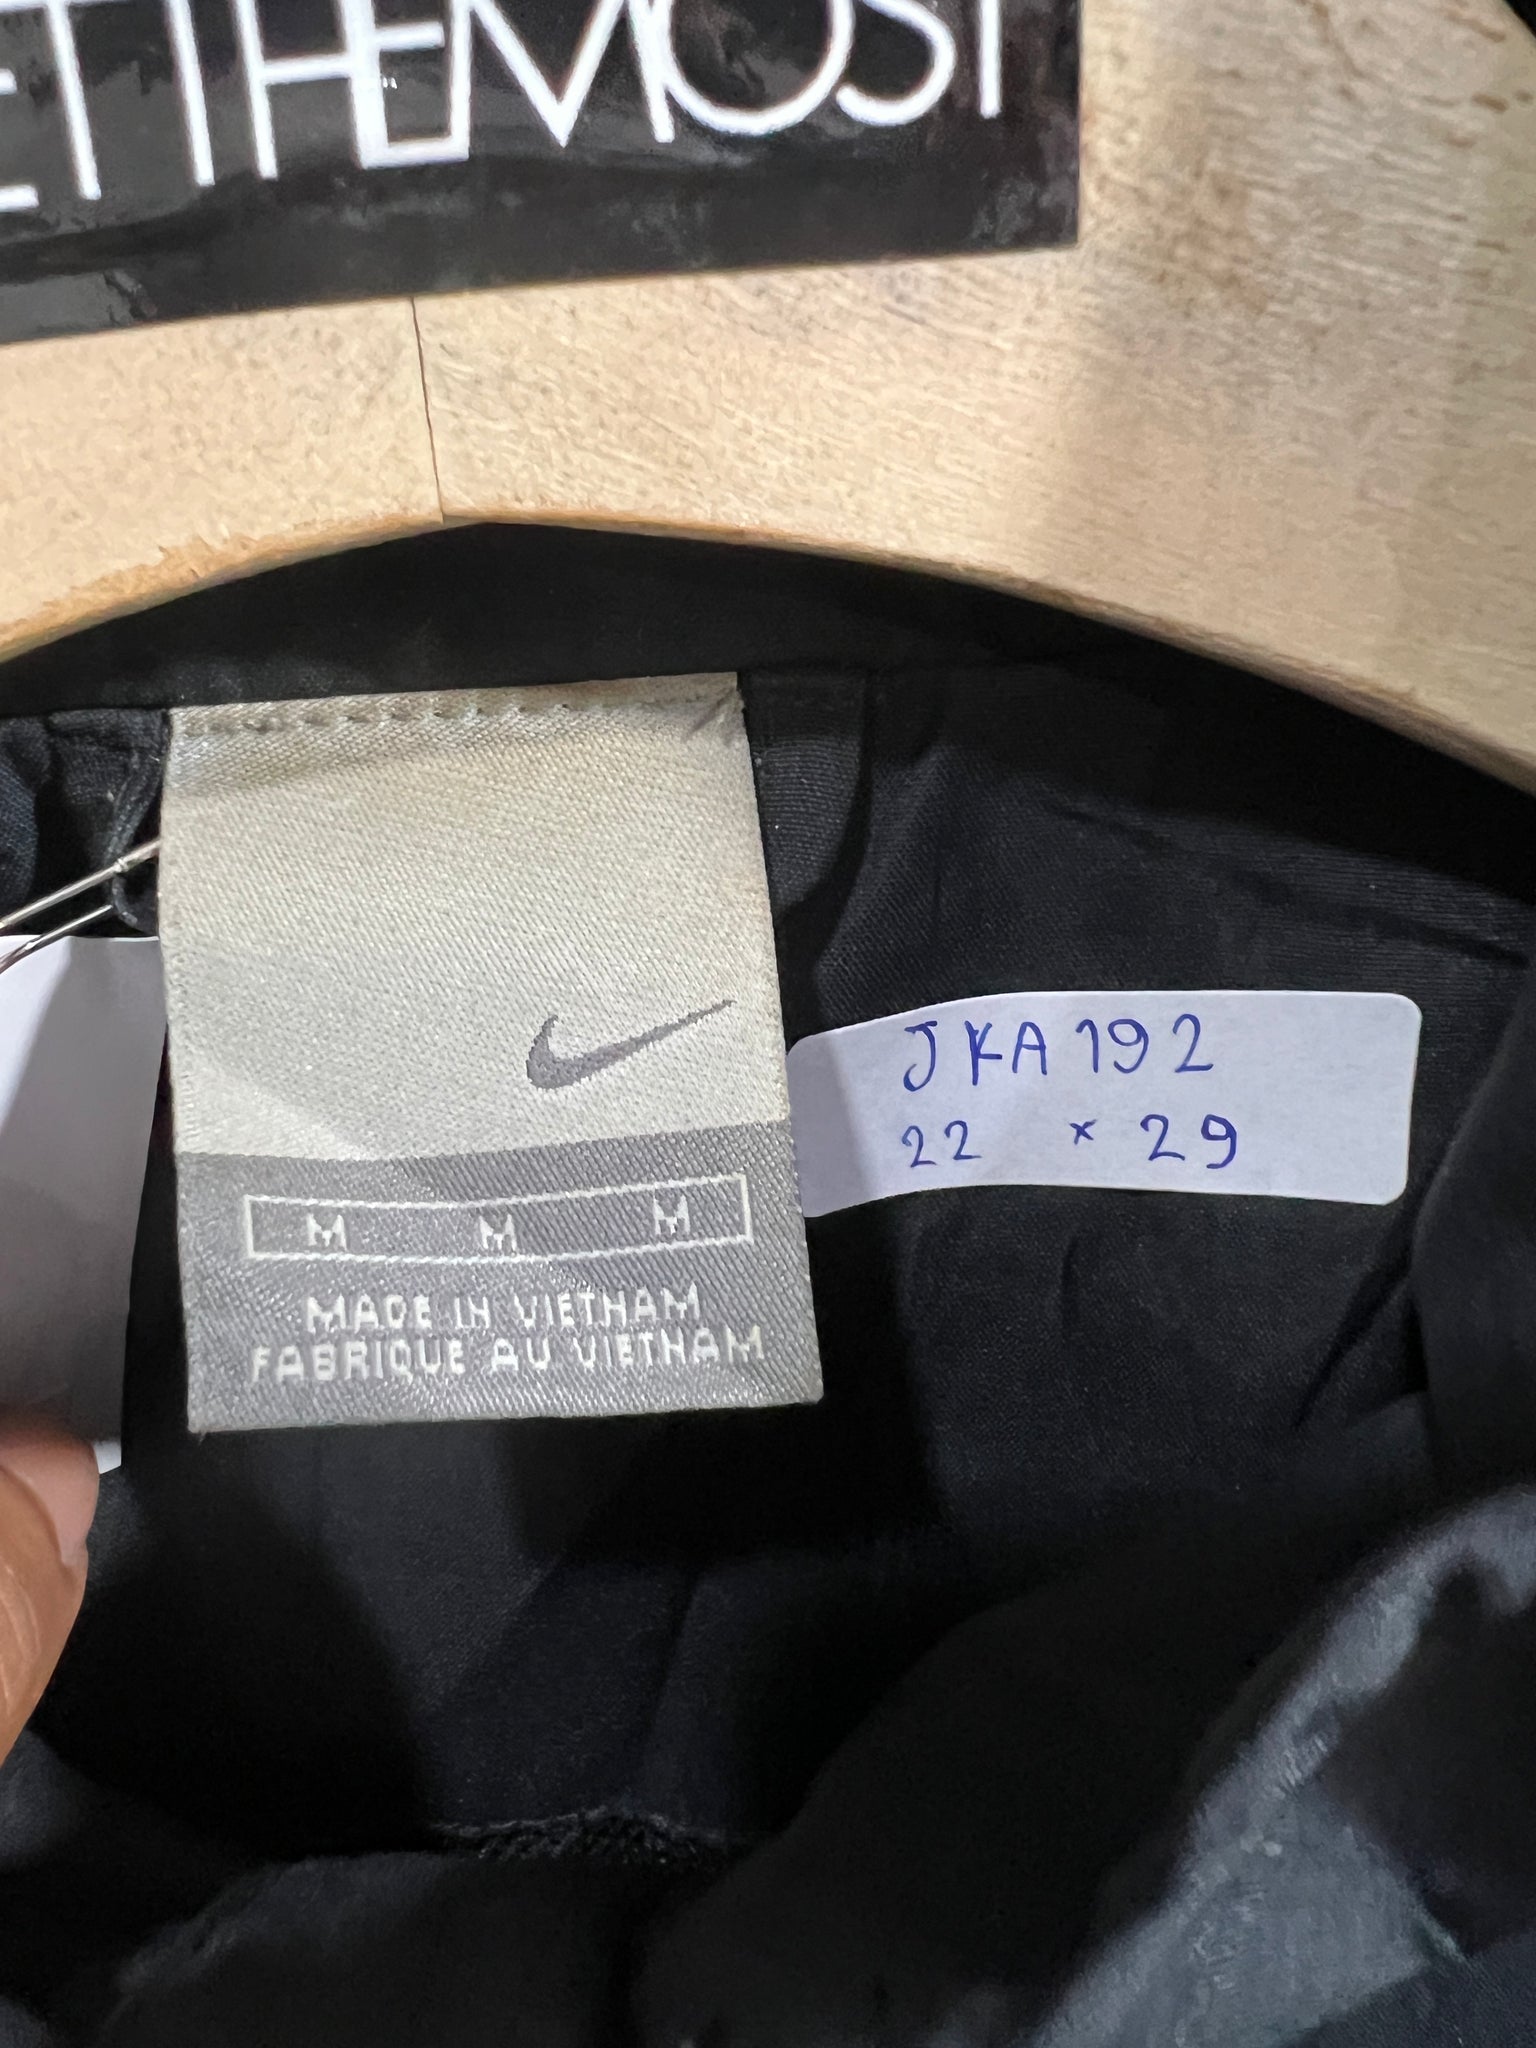 ETTHEMOST
JKA192
22 × 29
M M M
MADE IN VIETNAM
FABRIQUE AU VIETNAM